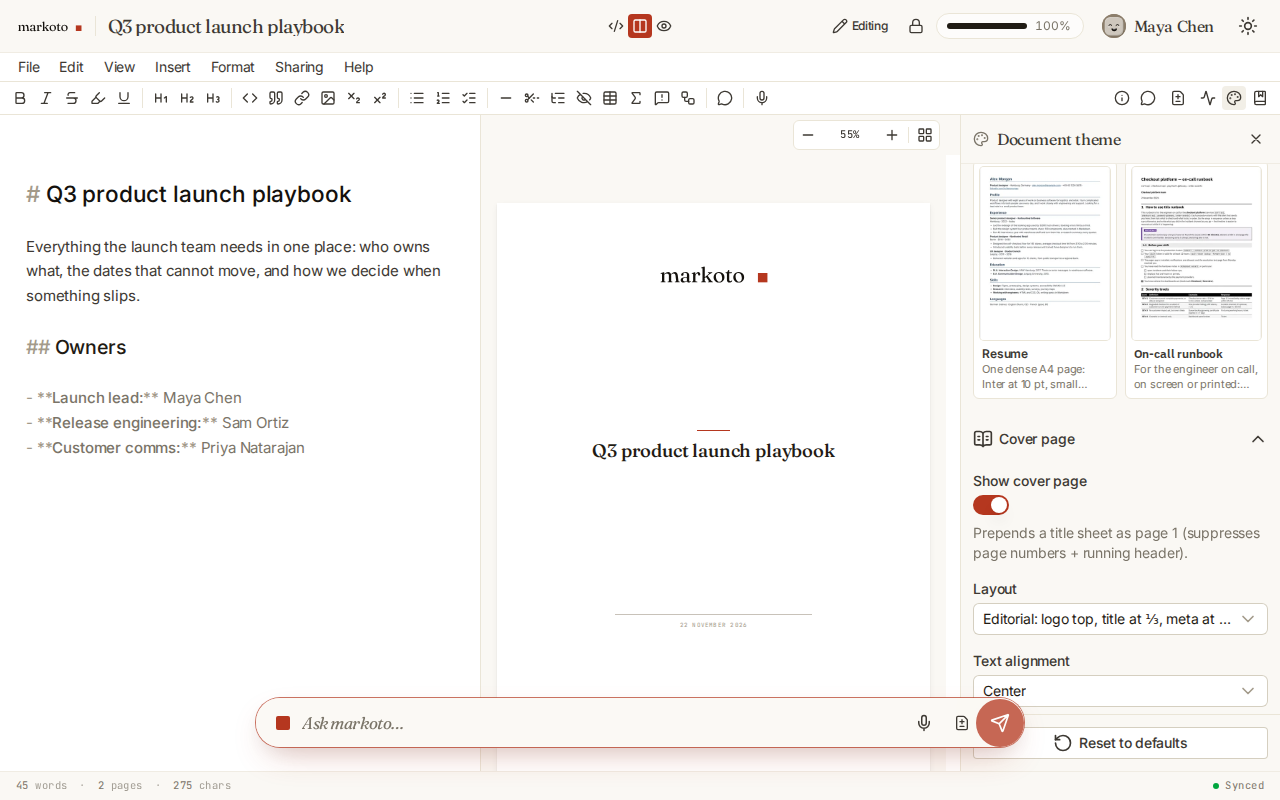 markoto
Q3 product launch playbook
Editing
100%
Maya Chen
File Edit View Insert Format Sharing Help
H1 H2 H3
55%
Document theme
# Q3 product launch playbook
Everything the launch team needs in one place: who owns
what, the dates that cannot move, and how we decide when
something slips.
## Owners
- **Launch lead:** Maya Chen
- **Release engineering:** Sam Ortiz
- **Customer comms:** Priya Natarajan
markoto
Q3 product launch playbook
22 NOVEMBER 2026
Resume
One dense A4 page:
Inter at 10 pt, small…
On-call runbook
For the engineer on call,
on screen or printed:…
Cover page
Show cover page
Prepends a title sheet as page 1 (suppresses
page numbers + running header).
Layout
Editorial: logo top, title at ⅓, meta at ...
Text alignment
Center
Reset to defaults
Ask markoto…
45 words · 2 pages · 275 chars
Synced